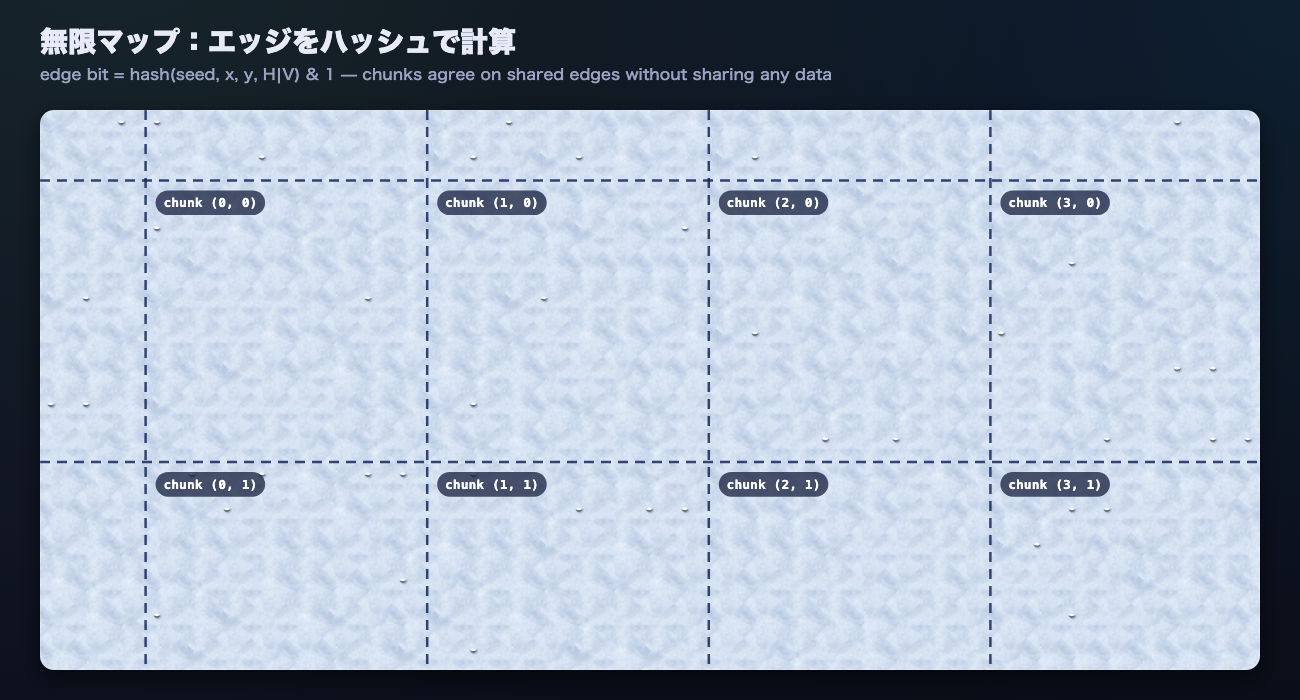 無限マップ：エッジをハッシュで計算
edge bit = hash(seed, x, y, H|V) & 1 — chunks agree on shared edges without sharing any data
chunk (0, 0)
chunk (1, 0)
chunk (2, 0)
chunk (3, 0)
chunk (0, 1)
chunk (1, 1)
chunk (2, 1)
chunk (3, 1)